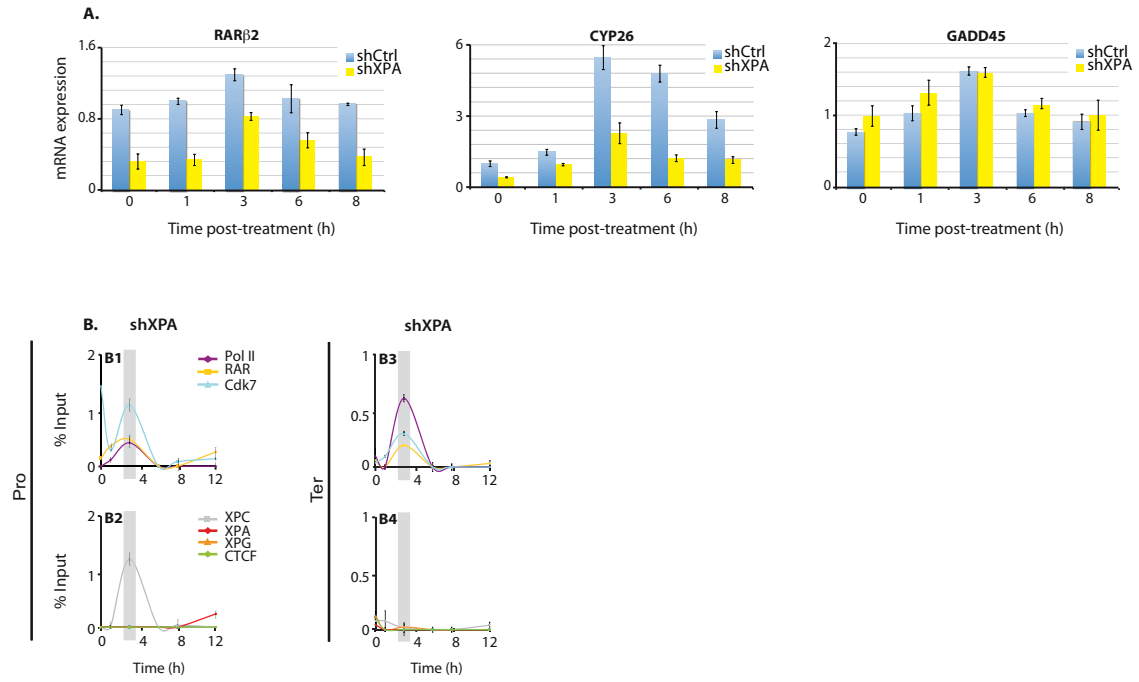 A.
RARβ2
mRNA expression
1.6
0.8
0
shCtrl
shXPA
0 1 3 6 8
Time post-treatment (h)
CYP26
6
3
0
shCtrl
shXPA
0 1 3 6 8
Time post-treatment (h)
GADD45
2
1
0
shCtrl
shXPA
0 1 3 6 8
Time post-treatment (h)
B.
shXPA
shXPA
Pro
B1
% Input
2
1
0
Pol II
RAR
Cdk7
0 4 8 12
Ter
B3
1
0.5
0
0 4 8 12
B2
% Input
2
1
0
XPC
XPA
XPG
CTCF
0 4 8 12
Time (h)
B4
1
0.5
0
0 4 8 12
Time (h)